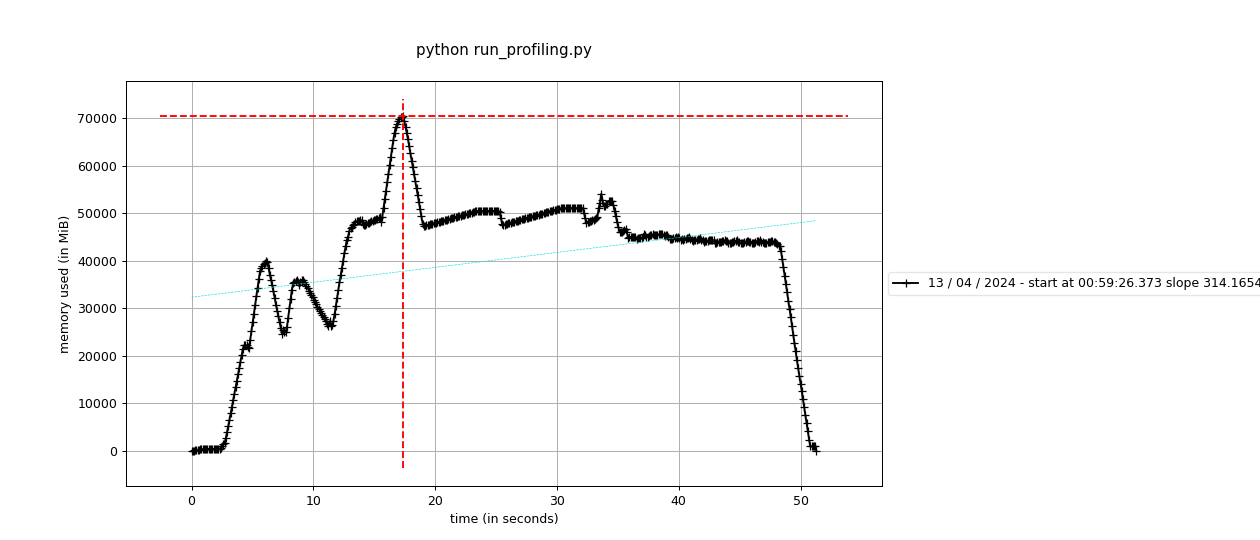 python run_profiling.py
memory used (in MiB)
70000
60000
50000
40000
30000
20000
10000
0
0 10 20 30 40 50
time (in seconds)
13 / 04 / 2024 - start at 00:59:26.373 slope 314.1654